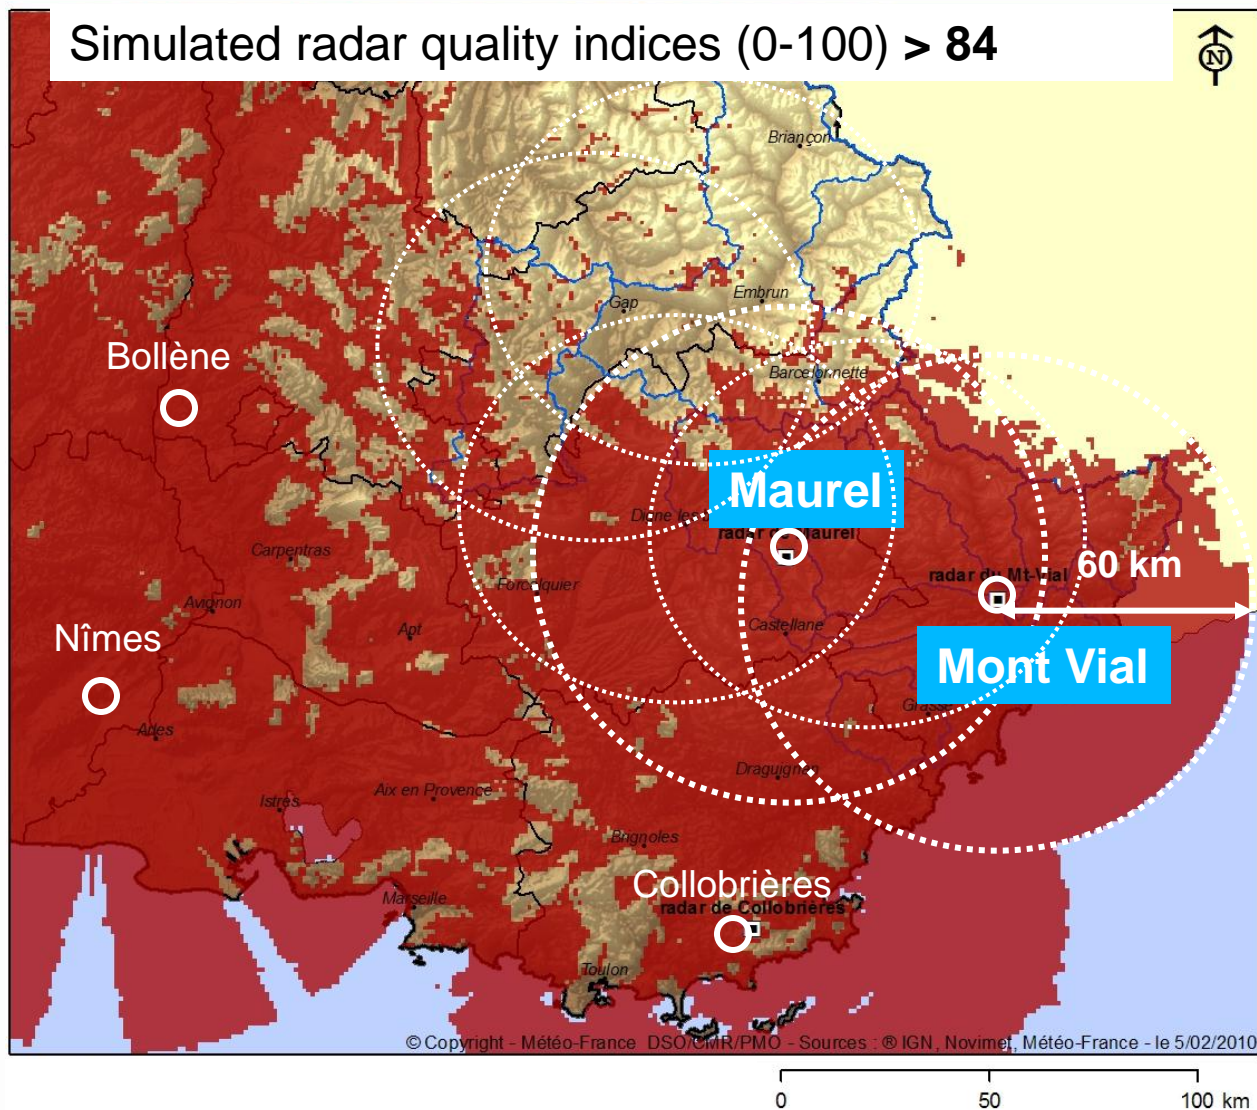 Simulated radar quality indices (0-100) > 84
N
Briançon
Gap
Embrun
Bollène
Barcelonnette
Maurel
Digne les
radar de Maurel
Carpentras
60 km
radar du Mt-Vial
Forcalquier
Avignon
Nîmes
Apt
Castellane
Mont Vial
Grasse
Arles
Draguignan
Aix en Provence
Istres
Brignoles
Collobrières
Marseille
radar de Collobrières
Toulon
© Copyright - Météo-France DSO/CMR/PMO - Sources : ® IGN, Novimet, Météo-France - le 5/02/2010
0 50 100 km